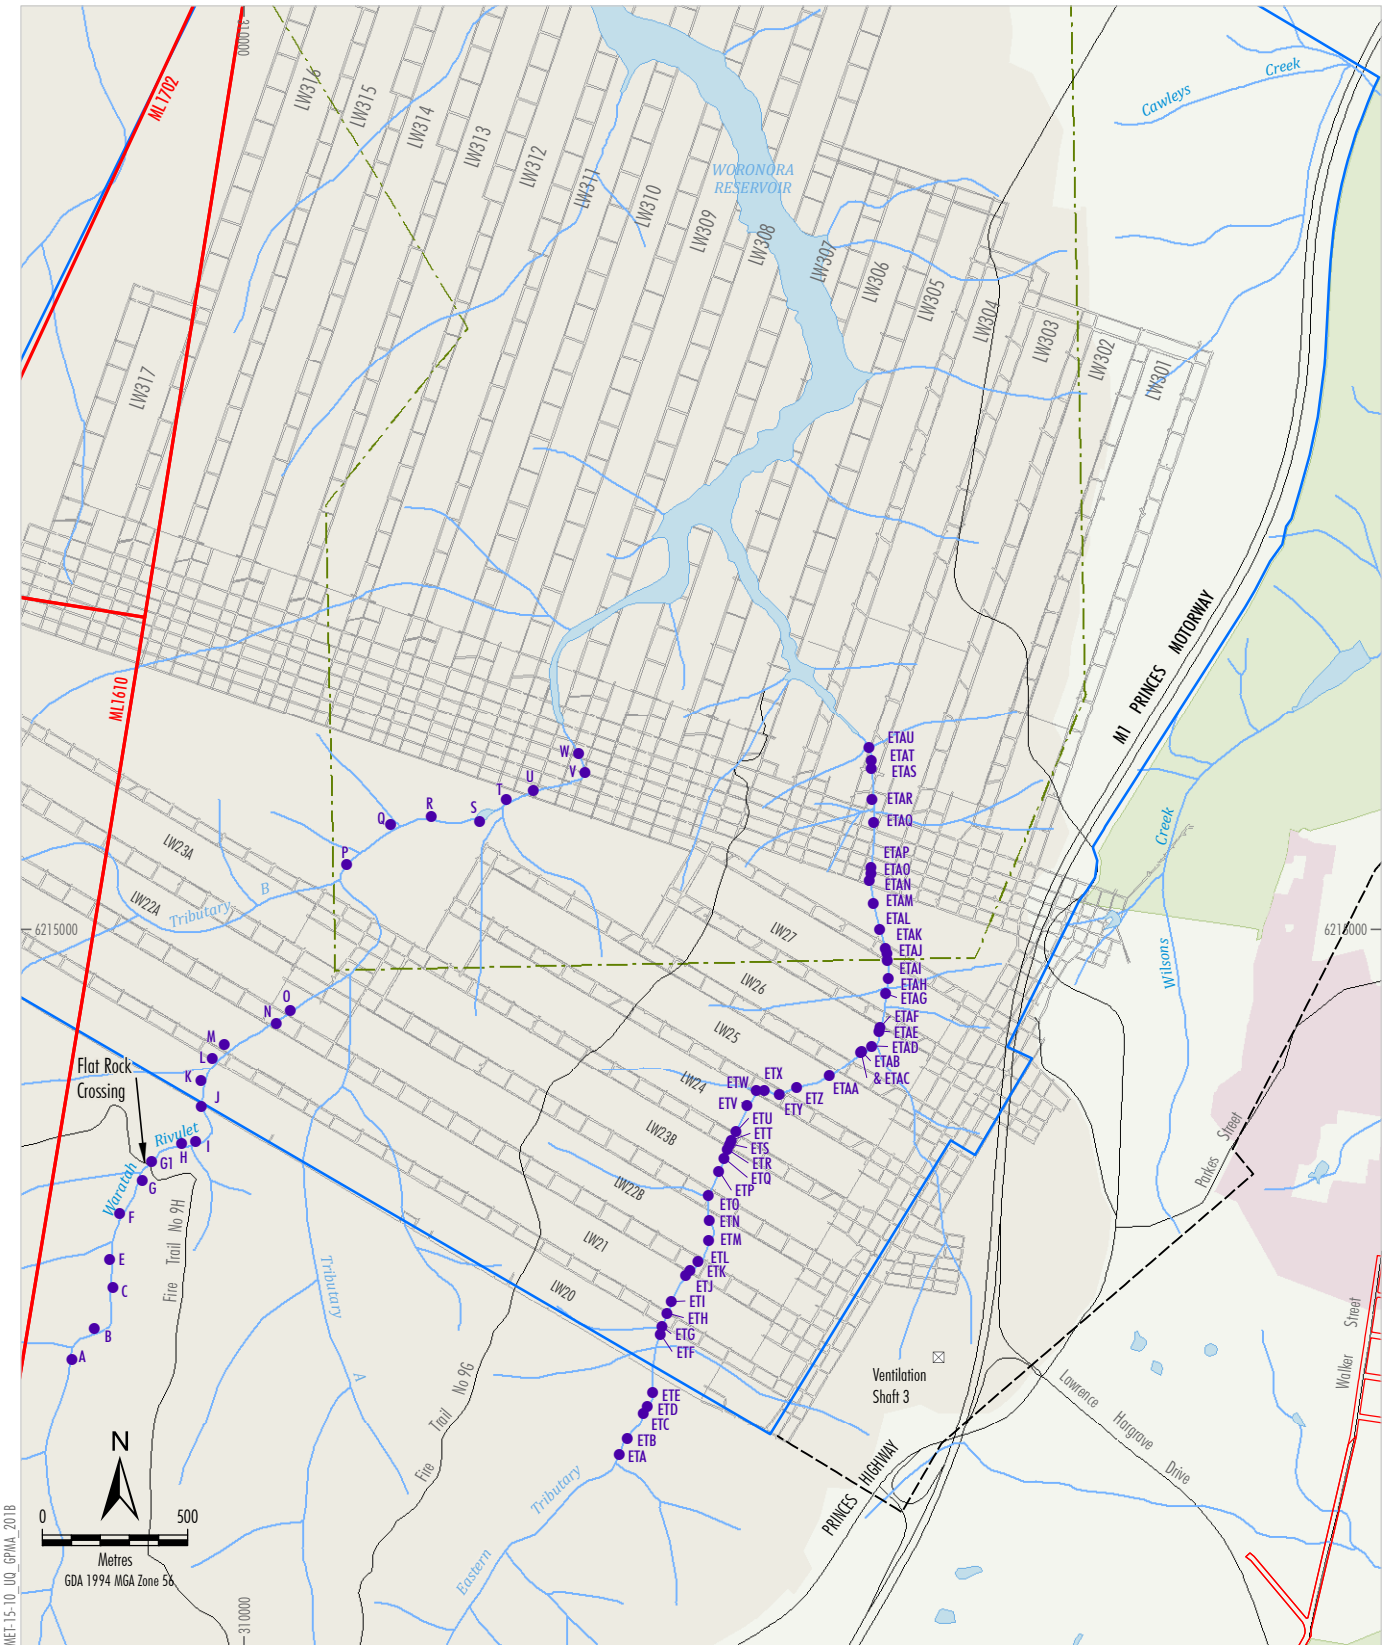 310000
ML1702
LW316
LW315
LW314
LW313
LW312
LW311
LW310
LW309
LW308
LW307
LW306
LW305
LW304
LW303
LW302
LW301
LW317
Cawleys
Creek
WORONORA
RESERVOIR
M1 PRINCES MOTORWAY
ML1610
W
V
U
T
S
R
Q
P
ETAU
ETAT
ETAS
ETAR
ETAQ
ETAP
ETAO
ETAN
ETAM
ETAL
ETAK
ETAJ
ETAI
ETAH
ETAG
ETAF
ETAE
ETAD
ETAB
& ETAC
ETAA
ETZ
ETY
ETX
ETW
ETV
ETU
ETT
ETS
ETR
ETQ
ETP
ETO
ETN
ETM
ETL
ETK
ETJ
ETI
ETH
ETG
ETF
ETE
ETD
ETC
ETB
ETA
LW23A
LW22A
Tributary
B
6215000
6215000
LW27
LW26
LW25
LW24
LW23B
LW22B
LW21
LW20
Creek
Wilsons
O
N
M
L
K
J
I
H
G1
G
F
E
C
B
A
Flat Rock
Crossing
Rivulet
Waratah
Fire Trail No 9H
Tributary
A
Fire Trail No 9G
Eastern
Tributary
Parkes Street
Walker Street
Ventilation
Shaft 3
Lawrence Hargrave Drive
PRINCES HIGHWAY
N
0 500
Metres
GDA 1994 MGA Zone 56
310000
MET-15-10_UQ_GPMA_201B